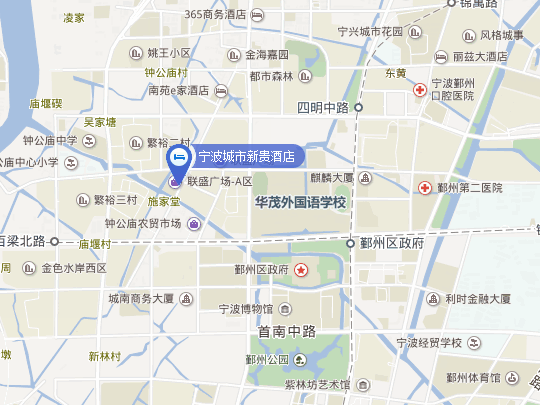 锦寓路
凌家
365商务酒店
宁兴城市花园
风格城事
姚王小区
金海嘉园
丽兹大酒店
钟公庙村
都市森林
东黄
南苑e家酒店
宁波鄞州
口腔医院
庙堰碶
四明中路
吴家塘
钟公庙中学
繁裕二村
宁波城市新贵酒店
公庙中心小学
联盛广场-A区
麒麟大厦
鄞州第二医院
繁裕三村
施家堂
华茂外国语学校
钟公庙农贸市场
百梁北路
庙堰村
鄞州区政府
周
金色水岸西区
鄞州区政府
城南商务大厦
宁波博物馆
利时金融大厦
首南中路
宁波经贸学校
墩
新林村
鄞州公园
紫林坊艺术馆
鄞州体育馆